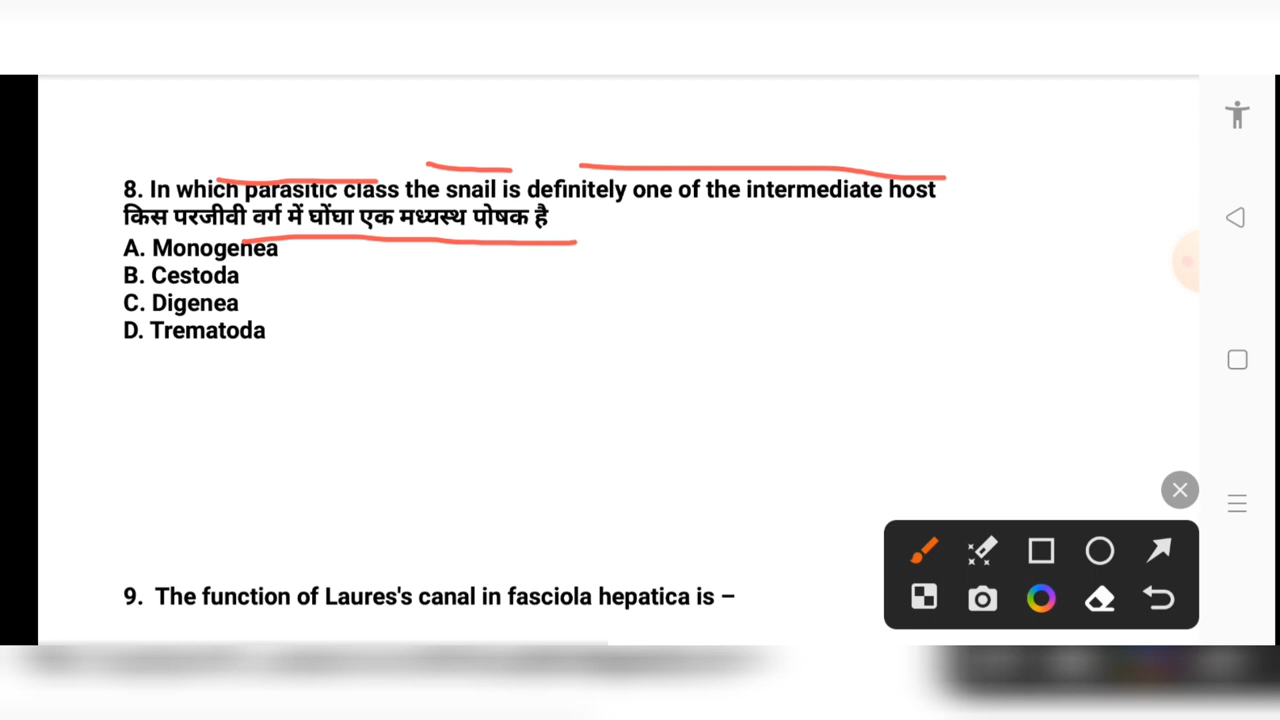 8. In which parasitic class the snail is definitely one of the intermediate host
किस परजीवी वर्ग में घोंघा एक मध्यस्थ पोषक है
A. Monogenea
B. Cestoda
C. Digenea
D. Trematoda
9. The function of Laures's canal in fasciola hepatica is –